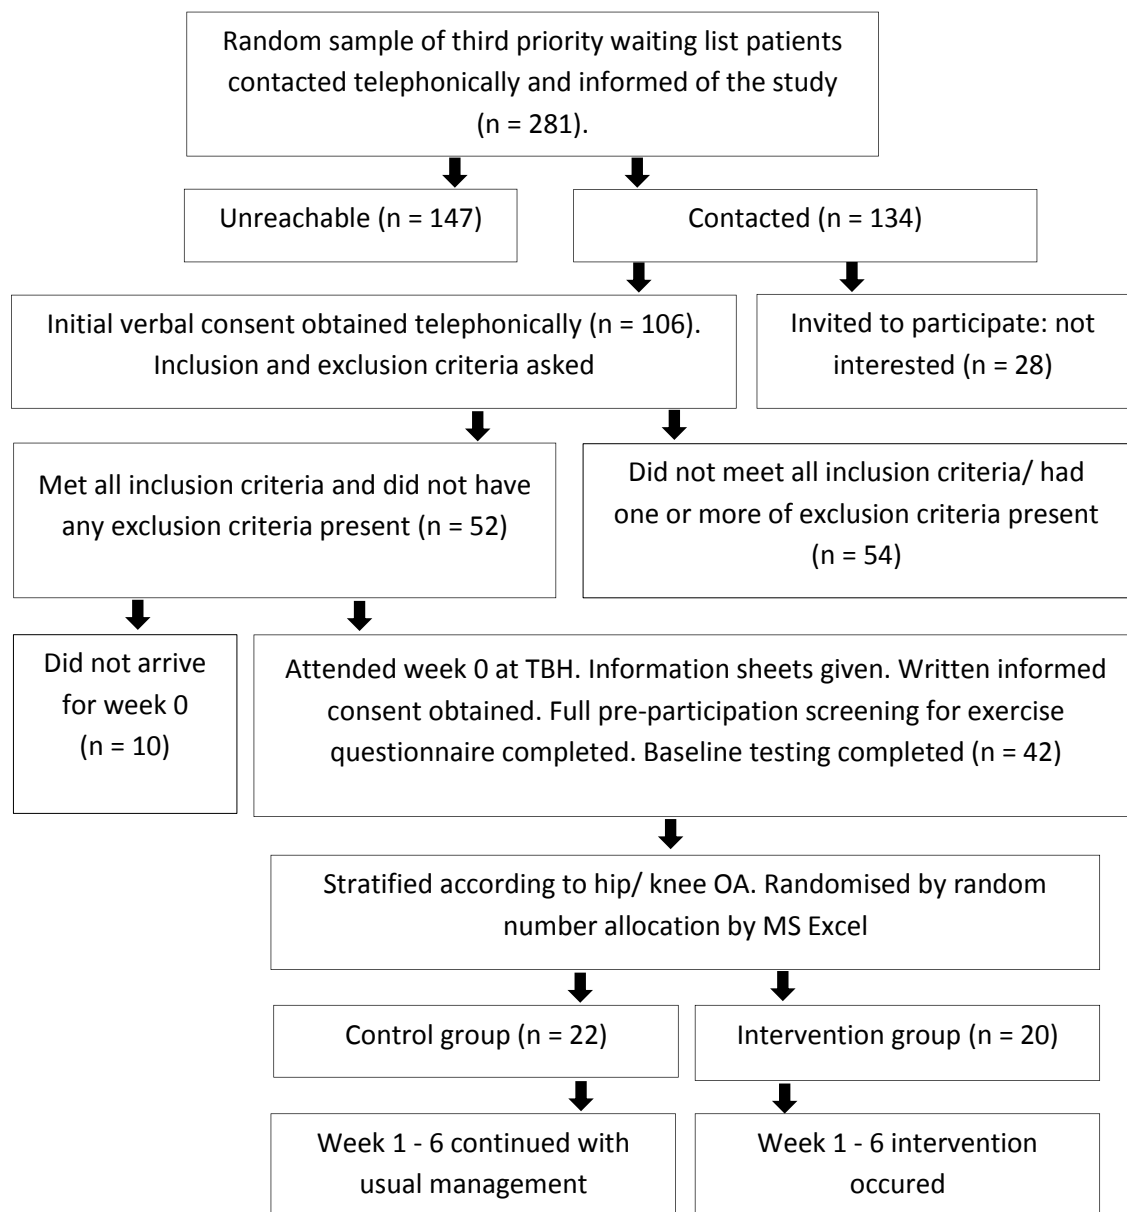 Random sample of third priority waiting list patients
contacted telephonically and informed of the study
(n = 281).
Unreachable (n = 147)
Contacted (n = 134)
Initial verbal consent obtained telephonically (n = 106).
Inclusion and exclusion criteria asked
Invited to participate: not
interested (n = 28)
Met all inclusion criteria and did not have
any exclusion criteria present (n = 52)
Did not meet all inclusion criteria/ had
one or more of exclusion criteria present
(n = 54)
Did not arrive
for week 0
(n = 10)
Attended week 0 at TBH. Information sheets given. Written informed
consent obtained. Full pre-participation screening for exercise
questionnaire completed. Baseline testing completed (n = 42)
Stratified according to hip/ knee OA. Randomised by random
number allocation by MS Excel
Control group (n = 22)
Intervention group (n = 20)
Week 1 - 6 continued with
usual management
Week 1 - 6 intervention
occured